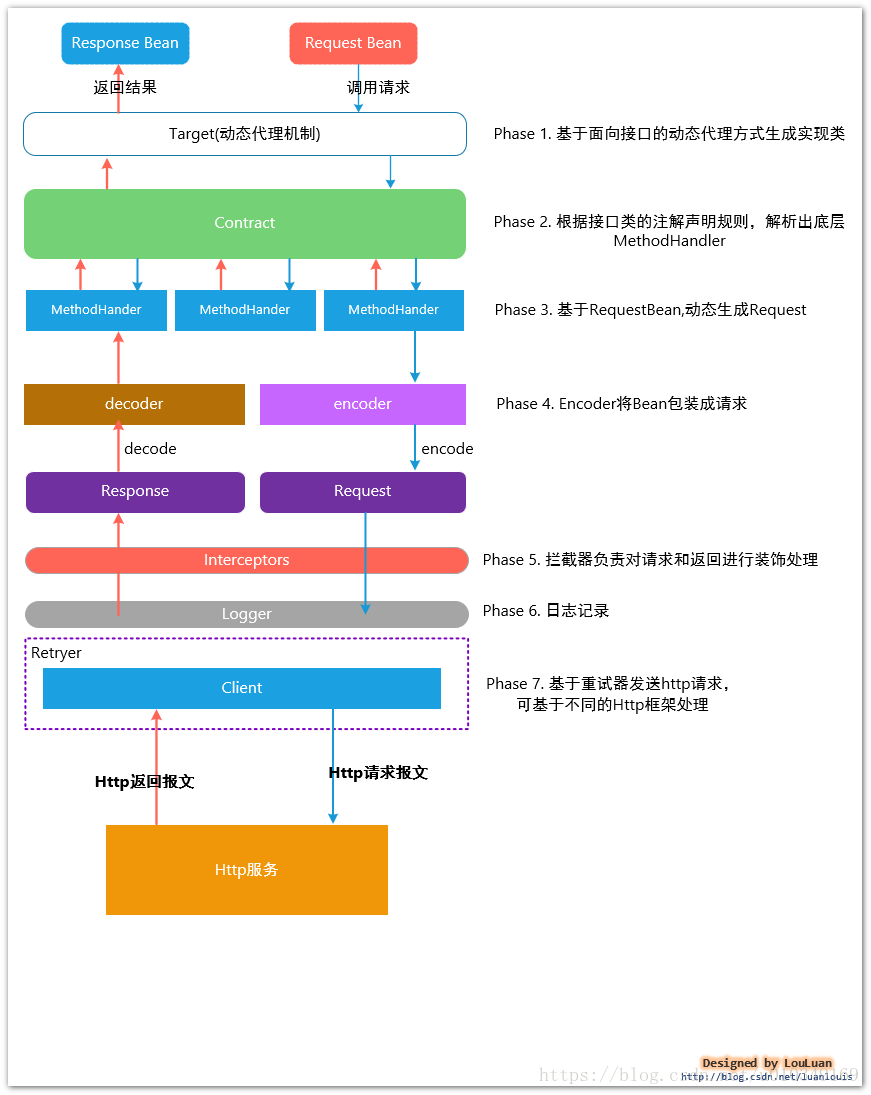 Response Bean
Request Bean
返回结果
调用请求
Target(动态代理机制)
Phase 1. 基于面向接口的动态代理方式生成实现类
Contract
Phase 2. 根据接口类的注解声明规则，解析出底层
MethodHandler
MethodHander
MethodHander
MethodHander
Phase 3. 基于RequestBean,动态生成Request
decoder
encoder
Phase 4. Encoder将Bean包装成请求
decode
encode
Response
Request
Interceptors
Phase 5. 拦截器负责对请求和返回进行装饰处理
Logger
Phase 6. 日志记录
Retryer
Client
Phase 7. 基于重试器发送http请求，
可基于不同的Http框架处理
Http返回报文
Http请求报文
Http服务
Designed by LouLuan
http://blog.csdn.net/luanlouis
https://blog.cs